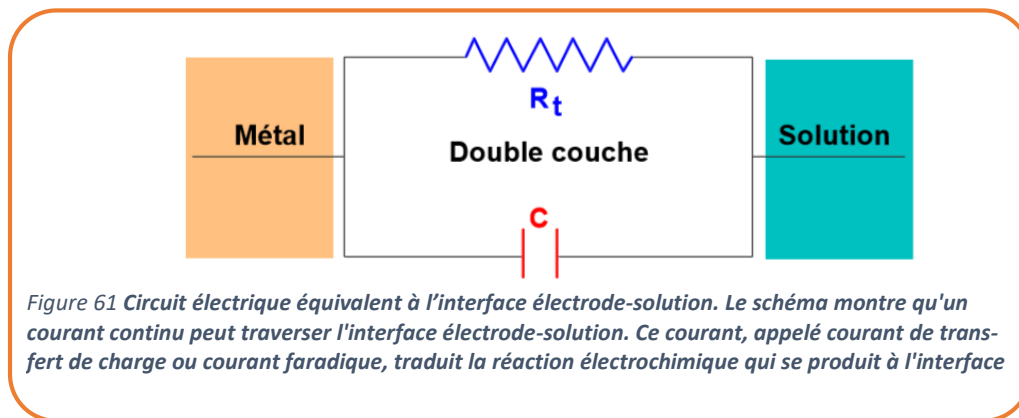 R t
Métal
Solution
Double couche
C
Figure 61 Circuit électrique équivalent à l’interface électrode-solution. Le schéma montre qu'un
courant continu peut traverser l'interface électrode-solution. Ce courant, appelé courant de trans-
fert de charge ou courant faradique, traduit la réaction électrochimique qui se produit à l'interface